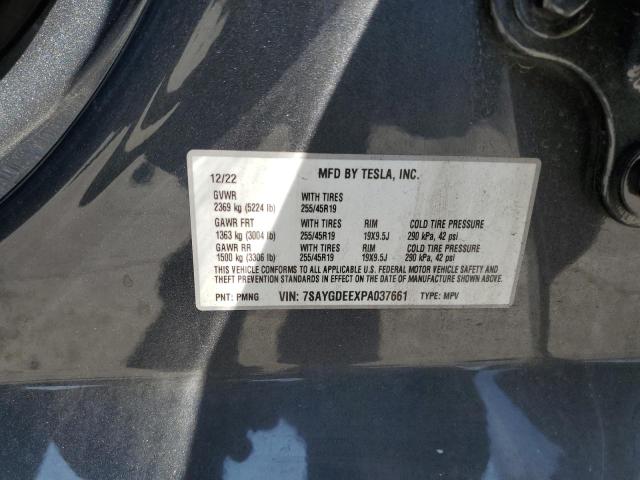 12/22 MFD BY TESLA, INC.
GVWR WITH TIRES
2369 kg (5224 lb) 255/45R19
GAWR FRT WITH TIRES RIM COLD TIRE PRESSURE
1363 kg (3004 lb) 255/45R19 19X9.5J 290 kPa, 42 psi
GAWR RR WITH TIRES RIM COLD TIRE PRESSURE
1500 kg (3306 lb) 255/45R19 19X9.5J 290 kPa, 42 psi
THIS VEHICLE CONFORMS TO ALL APPLICABLE U.S. FEDERAL MOTOR VEHICLE SAFETY AND
THEFT PREVENTION STANDARDS IN EFFECT ON THE DATE OF MANUFACTURE SHOWN ABOVE.
PNT: PMNG VIN: 7SAYGDEEXPA037661 TYPE: MPV